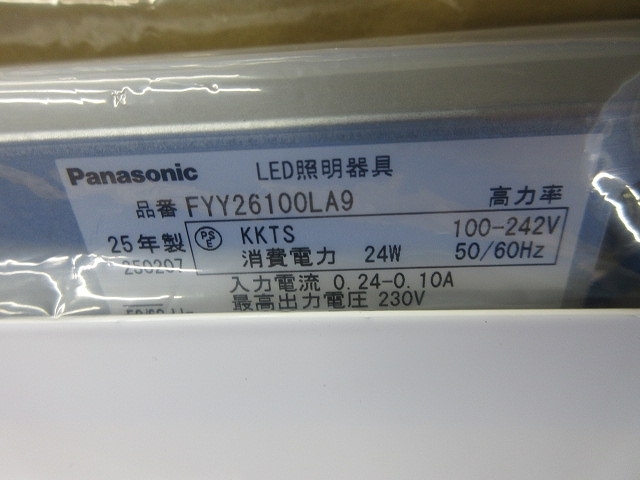 Panasonic LED照明器具
品番 FYY26100LA9 高力率
25年製 PSE KKTS 100-242V
250207 消費電力 24W 50/60Hz
入力電流 0.24-0.10A
最高出力電圧 230V